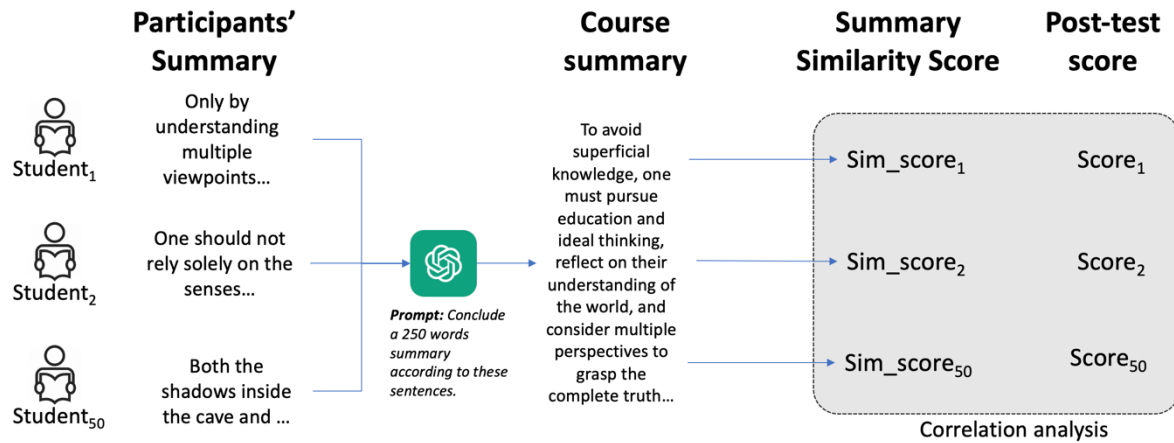 Participants'
Summary
Course
summary
Summary
Similarity Score
Post-test
score
Student1
Only by
understanding
multiple
viewpoints…
Student2
One should not
rely solely on the
senses…
Student50
Both the
shadows inside
the cave and …
Prompt: Conclude
a 250 words
summary
according to these
sentences.
To avoid
superficial
knowledge, one
must pursue
education and
ideal thinking,
reflect on their
understanding of
the world, and
consider multiple
perspectives to
grasp the
complete truth…
Sim_score1
Score1
Sim_score2
Score2
Sim_score50
Score50
Correlation analysis